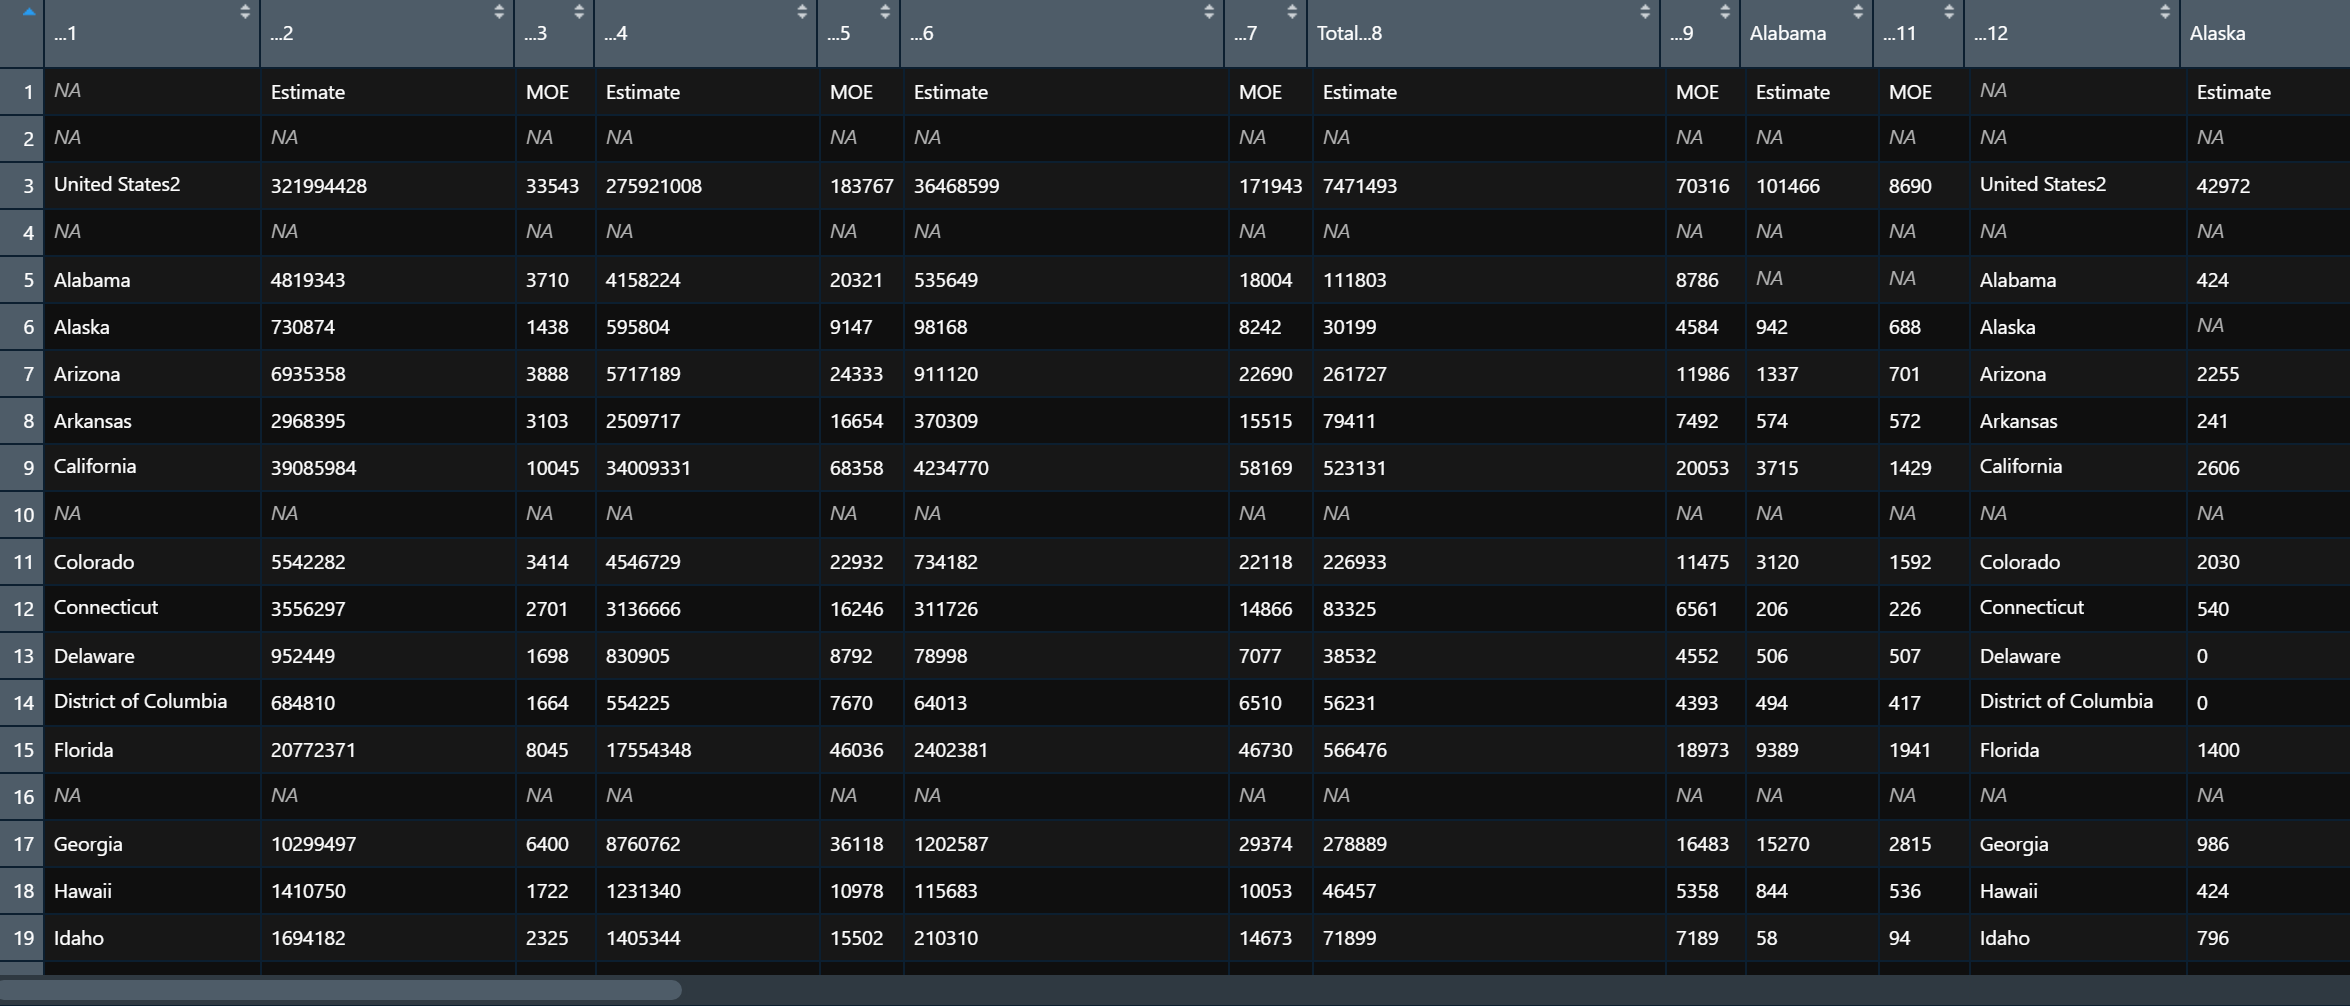 ...1 ...2 ...3 ...4 ...5 ...6 ...7 Total...8 ...9 Alabama ...11 ...12 Alaska
1 NA Estimate MOE Estimate MOE Estimate MOE Estimate MOE Estimate MOE NA Estimate
2 NA NA NA NA NA NA NA NA NA NA NA NA NA
3 United States2 321994428 33543 275921008 183767 36468599 171943 7471493 70316 101466 8690 United States2 42972
4 NA NA NA NA NA NA NA NA NA NA NA NA NA
5 Alabama 4819343 3710 4158224 20321 535649 18004 111803 8786 NA NA Alabama 424
6 Alaska 730874 1438 595804 9147 98168 8242 30199 4584 942 688 Alaska NA
7 Arizona 6935358 3888 5717189 24333 911120 22690 261727 11986 1337 701 Arizona 2255
8 Arkansas 2968395 3103 2509717 16654 370309 15515 79411 7492 574 572 Arkansas 241
9 California 39085984 10045 34009331 68358 4234770 58169 523131 20053 3715 1429 California 2606
10 NA NA NA NA NA NA NA NA NA NA NA NA NA
11 Colorado 5542282 3414 4546729 22932 734182 22118 226933 11475 3120 1592 Colorado 2030
12 Connecticut 3556297 2701 3136666 16246 311726 14866 83325 6561 206 226 Connecticut 540
13 Delaware 952449 1698 830905 8792 78998 7077 38532 4552 506 507 Delaware 0
14 District of Columbia 684810 1664 554225 7670 64013 6510 56231 4393 494 417 District of Columbia 0
15 Florida 20772371 8045 17554348 46036 2402381 46730 566476 18973 9389 1941 Florida 1400
16 NA NA NA NA NA NA NA NA NA NA NA NA NA
17 Georgia 10299497 6400 8760762 36118 1202587 29374 278889 16483 15270 2815 Georgia 986
18 Hawaii 1410750 1722 1231340 10978 115683 10053 46457 5358 844 536 Hawaii 424
19 Idaho 1694182 2325 1405344 15502 210310 14673 71899 7189 58 94 Idaho 796